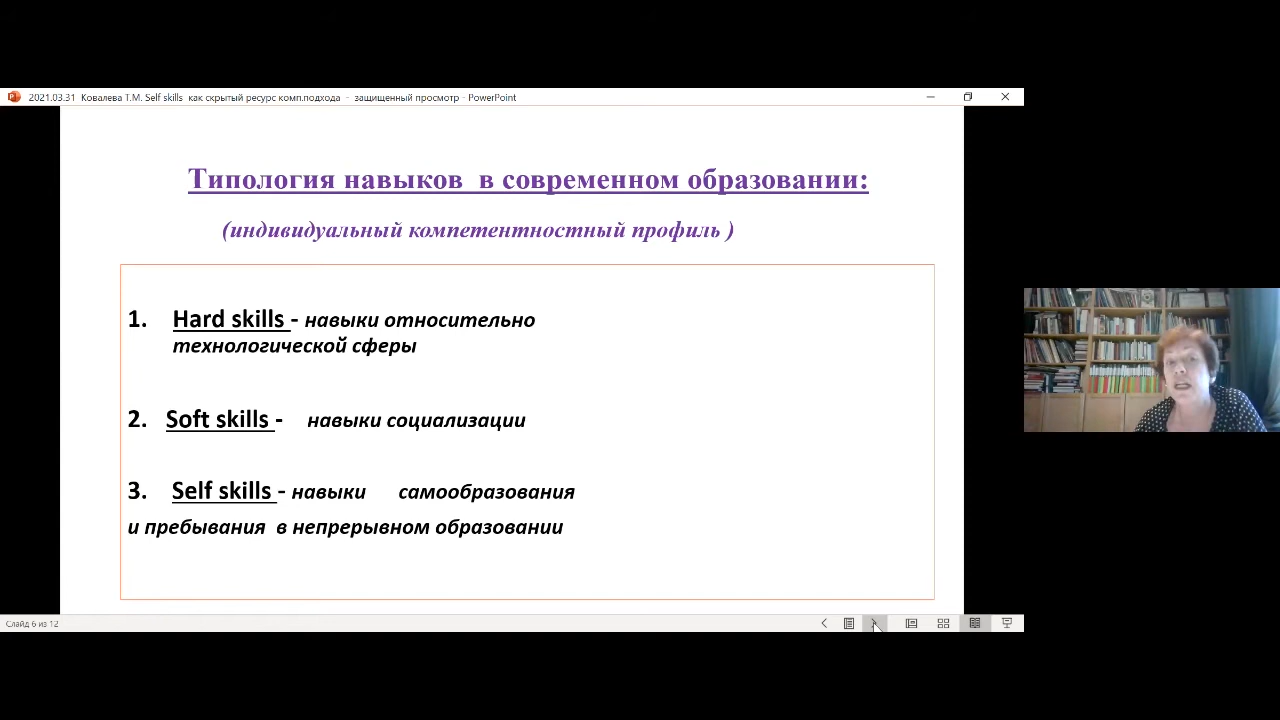 2021.03.31 Ковалева Т.М. Self skills как скрытый ресурс комп.подхода - защищенный просмотр - PowerPoint
Типология навыков в современном образовании:
(индивидуальный компетентностный профиль )
1. Hard skills - навыки относительно
технологической сферы
2. Soft skills - навыки социализации
3. Self skills - навыки самообразования
и пребывания в непрерывном образовании
Слайд 6 из 12